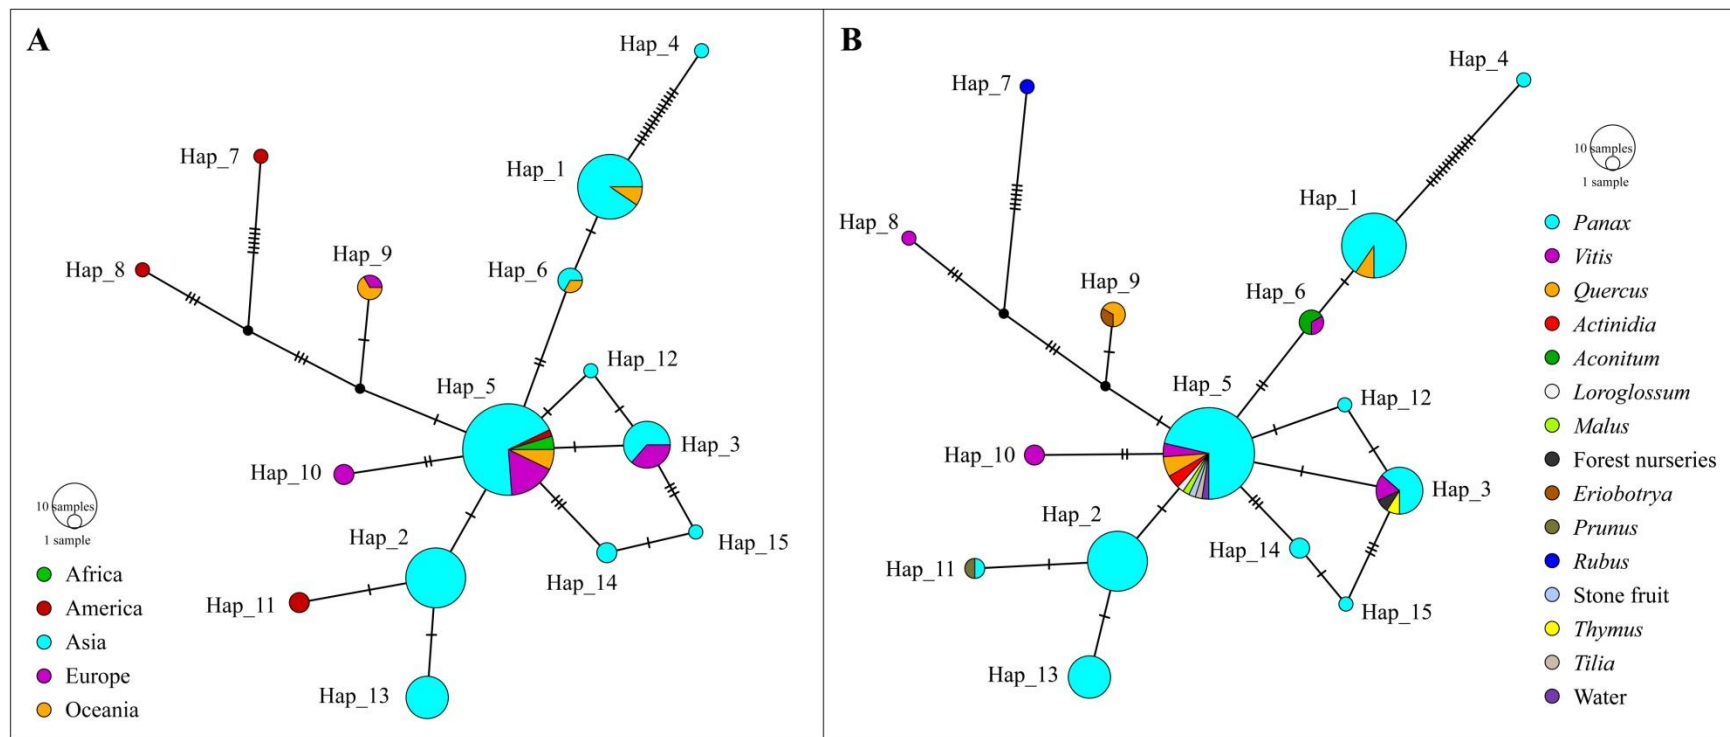 A
Hap_4
Hap_7
Hap_1
Hap_9
Hap_8
Hap_6
Hap_12
Hap_5
Hap_3
Hap_10
10 samples
1 sample
Hap_2
Hap_15
Hap_14
Hap_11
Hap_13
Africa
America
Asia
Europe
Oceania
B
Hap_4
Hap_7
Hap_1
Hap_8
Hap_9
Hap_6
Hap_5
Hap_12
Hap_10
Hap_3
Hap_2
Hap_14
Hap_11
Hap_15
Hap_13
10 samples
1 sample
Panax
Vitis
Quercus
Actinidia
Aconitum
Loroglossum
Malus
Forest nurseries
Eriobotrya
Prunus
Rubus
Stone fruit
Thymus
Tilia
Water